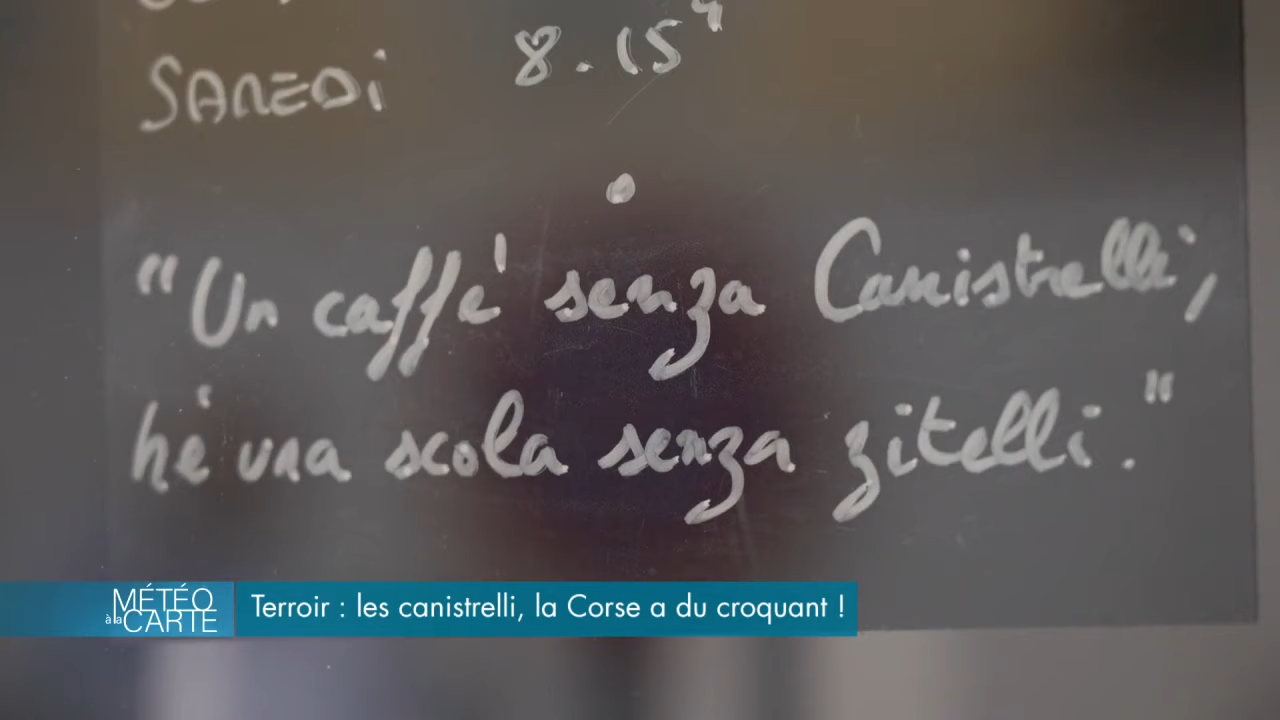 SAMEDI 8.15
"Un caffè senza Canistrelli,
hè una scola senza zitelli."
MÉTÉO à la CARTE
Terroir : les canistrelli, la Corse a du croquant !